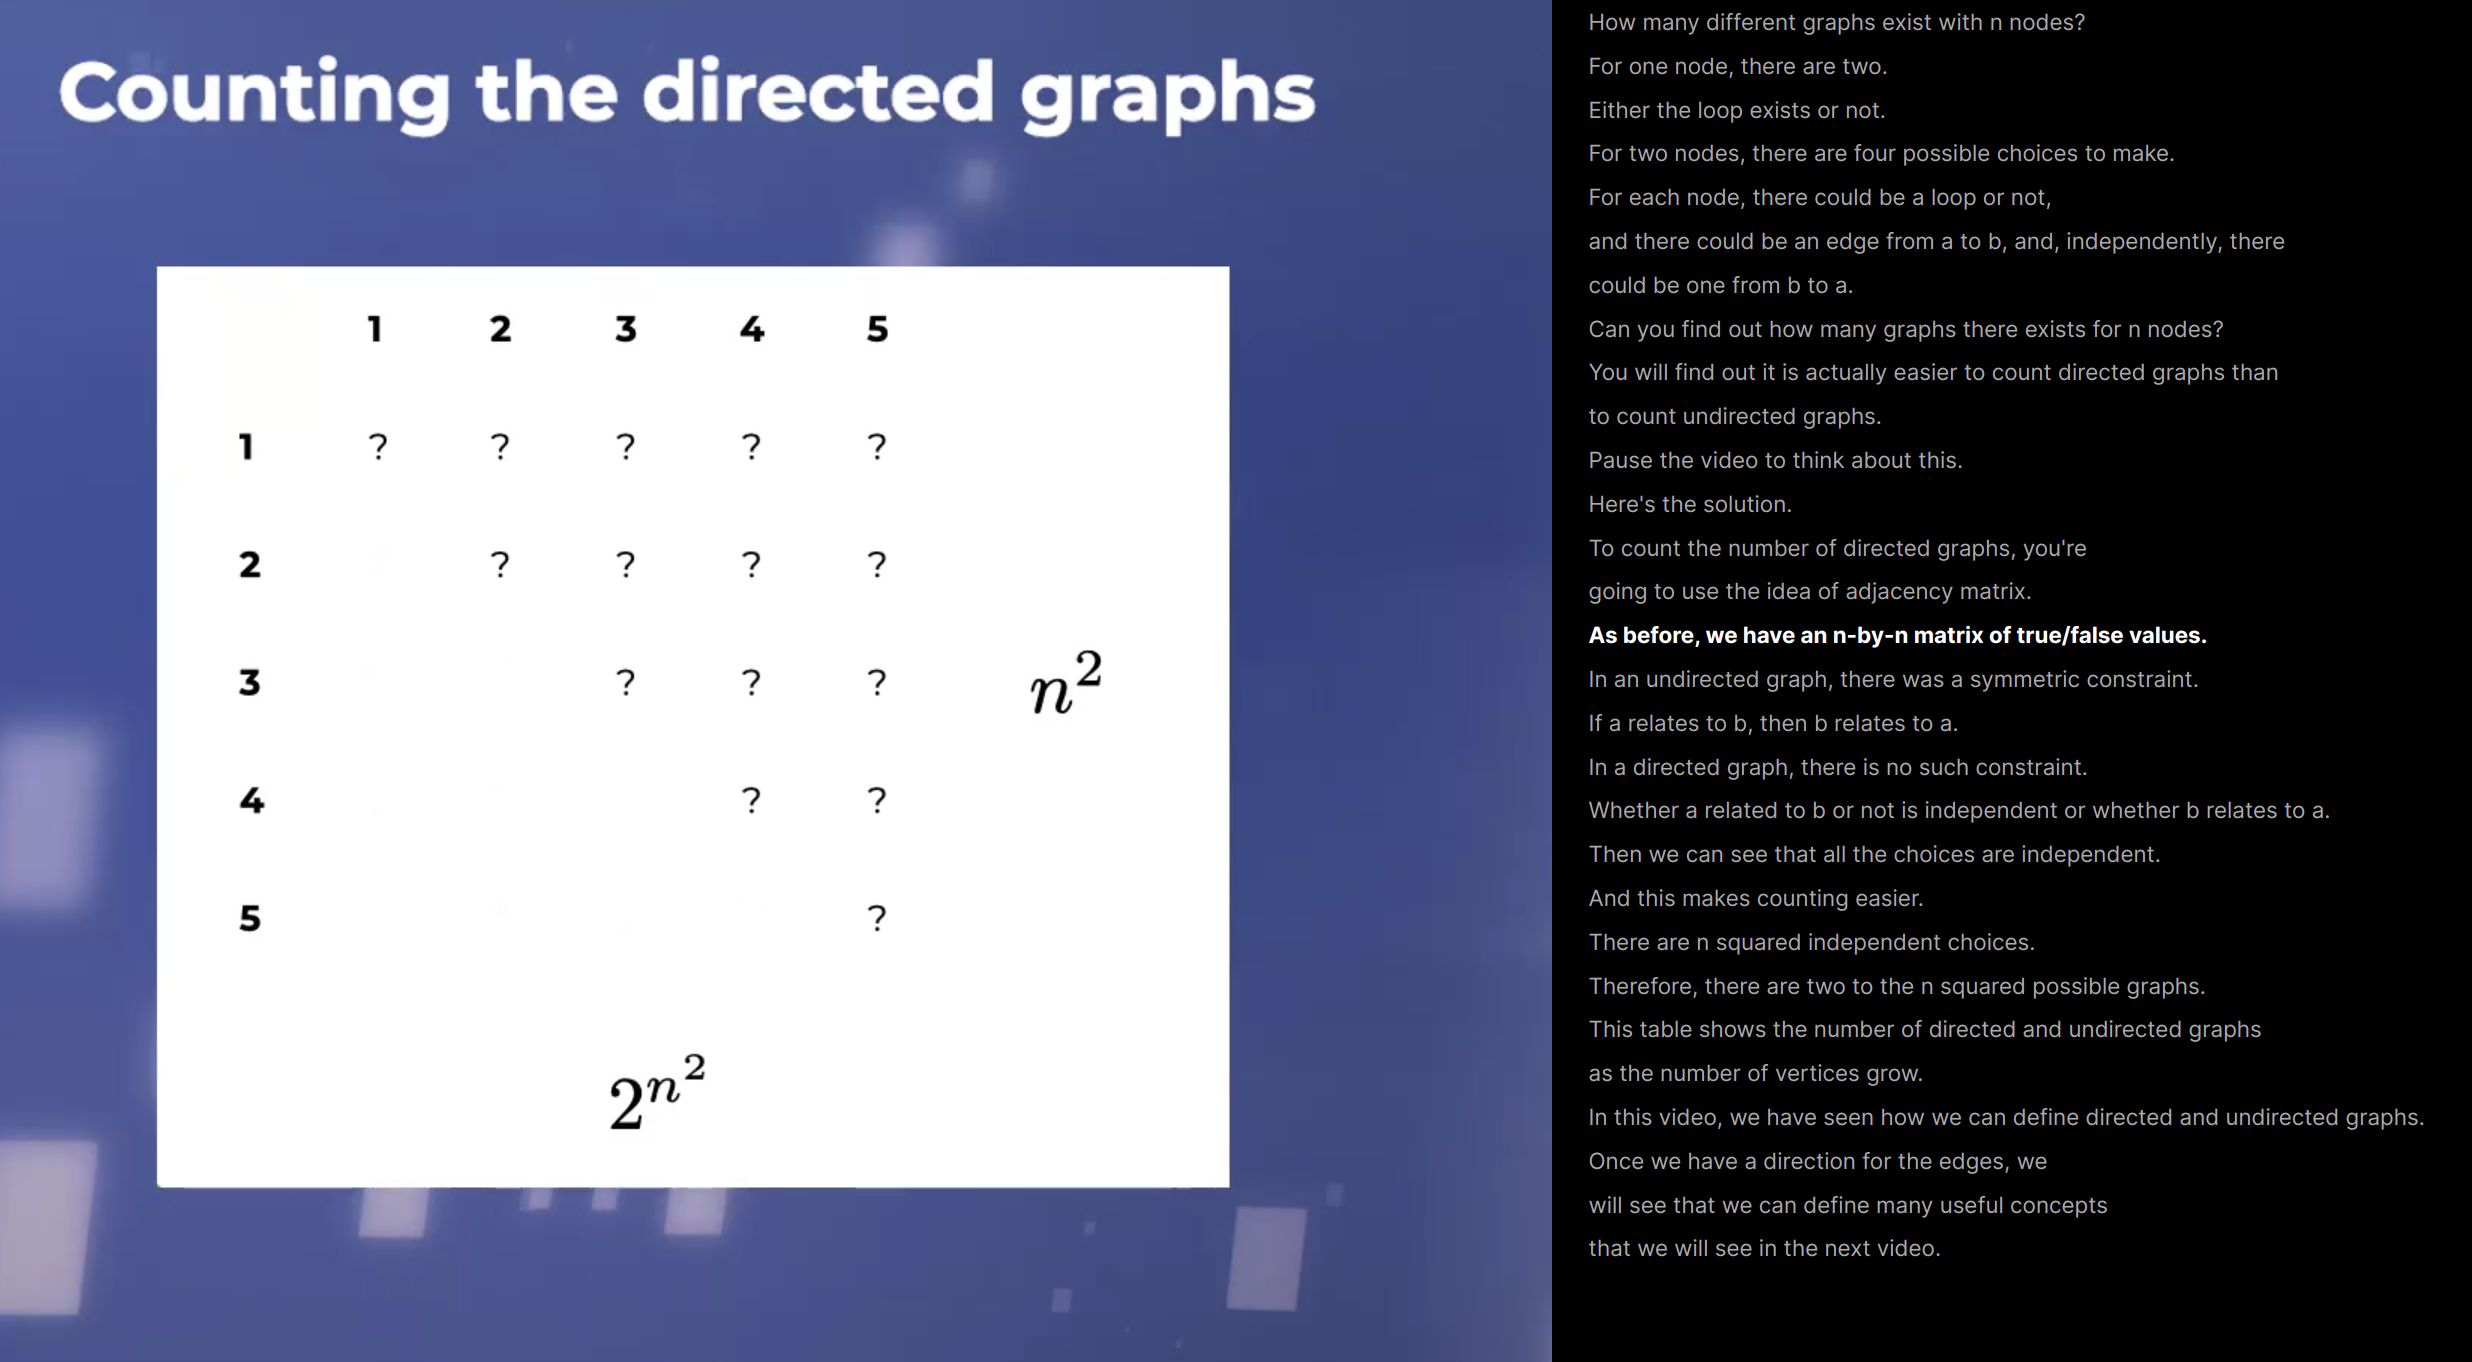 Counting the directed graphs
1 2 3 4 5
1 ? ? ? ? ?
2 ? ? ? ?
3 ? ? ?
n²
4 ? ?
5 ?
2^n²
How many different graphs exist with n nodes?
For one node, there are two.
Either the loop exists or not.
For two nodes, there are four possible choices to make.
For each node, there could be a loop or not,
and there could be an edge from a to b, and, independently, there
could be one from b to a.
Can you find out how many graphs there exists for n nodes?
You will find out it is actually easier to count directed graphs than
to count undirected graphs.
Pause the video to think about this.
Here's the solution.
To count the number of directed graphs, you're
going to use the idea of adjacency matrix.
As before, we have an n-by-n matrix of true/false values.
In an undirected graph, there was a symmetric constraint.
If a relates to b, then b relates to a.
In a directed graph, there is no such constraint.
Whether a related to b or not is independent or whether b relates to a.
Then we can see that all the choices are independent.
And this makes counting easier.
There are n squared independent choices.
Therefore, there are two to the n squared possible graphs.
This table shows the number of directed and undirected graphs
as the number of vertices grow.
In this video, we have seen how we can define directed and undirected graphs.
Once we have a direction for the edges, we
will see that we can define many useful concepts
that we will see in the next video.